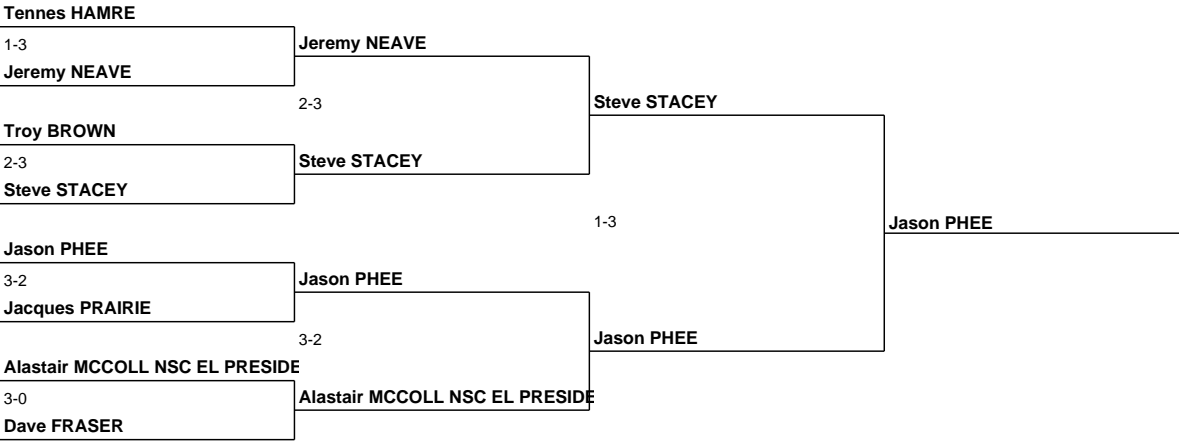 Tennes HAMRE
1-3
Jeremy NEAVE
Jeremy NEAVE
2-3
Steve STACEY
Troy BROWN
2-3
Steve STACEY
Steve STACEY
1-3
Jason PHEE
Jason PHEE
3-2
Jacques PRAIRIE
Jason PHEE
3-2
Jason PHEE
Alastair MCCOLL NSC EL PRESIDE
3-0
Dave FRASER
Alastair MCCOLL NSC EL PRESIDE